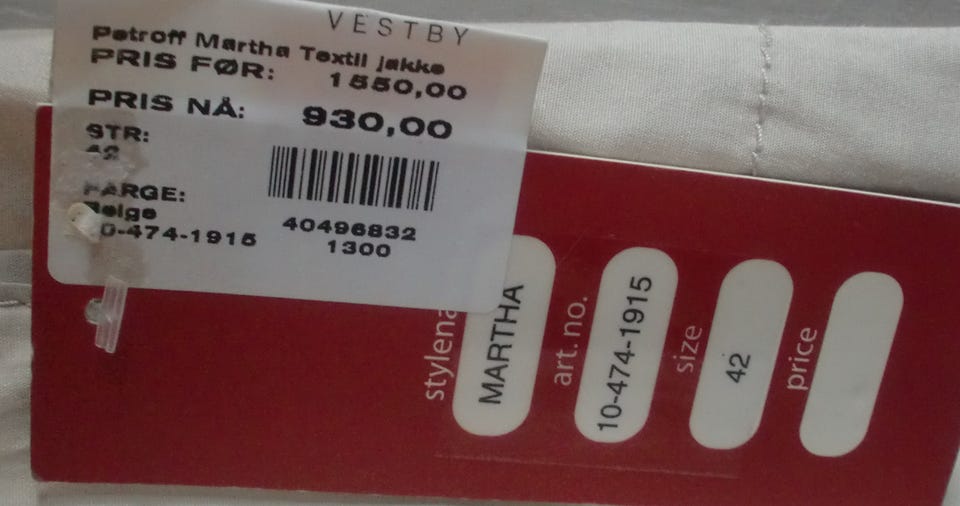 VESTBY
Petroff Martha Textil jakke
PRIS FØR: 1550,00
PRIS NÅ: 930,00
STR:
42
FARGE:
Beige
0-474-1915
40496832
1300
stylena
MARTHA
art. no.
10-474-1915
size
42
price